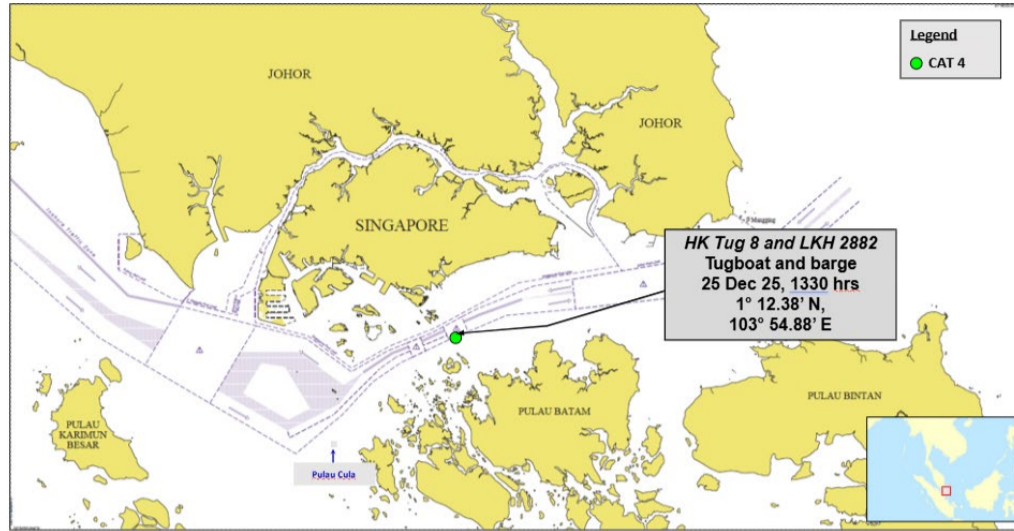 Legend
CAT 4
JOHOR
JOHOR
SINGAPORE
HK Tug 8 and LKH 2882
Tugboat and barge
25 Dec 25, 1330 hrs
1° 12.38’ N,
103° 54.88’ E
PULAU BATAM
PULAU BINTAN
PULAU
KARIMUN
BESAR
Pulau Cula